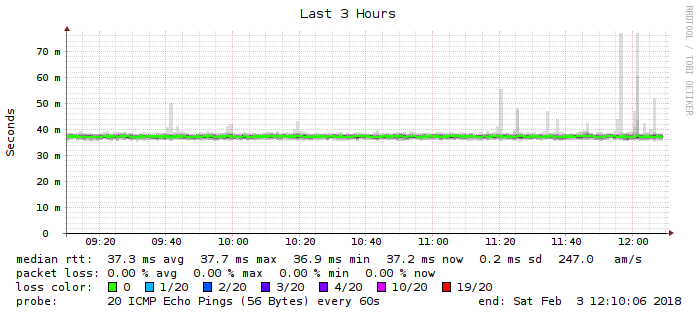 Last 3 Hours
RRDTOOL / TOBI OETIKER
Seconds
70 m
60 m
50 m
40 m
30 m
20 m
10 m
0
09:20 09:40 10:00 10:20 10:40 11:00 11:20 11:40 12:00
median rtt: 37.3 ms avg 37.7 ms max 36.9 ms min 37.2 ms now 0.2 ms sd 247.0 am/s
packet loss: 0.00 % avg 0.00 % max 0.00 % min 0.00 % now
loss color: 0 1/20 2/20 3/20 4/20 10/20 19/20
probe: 20 ICMP Echo Pings (56 Bytes) every 60s end: Sat Feb 3 12:10:06 2018